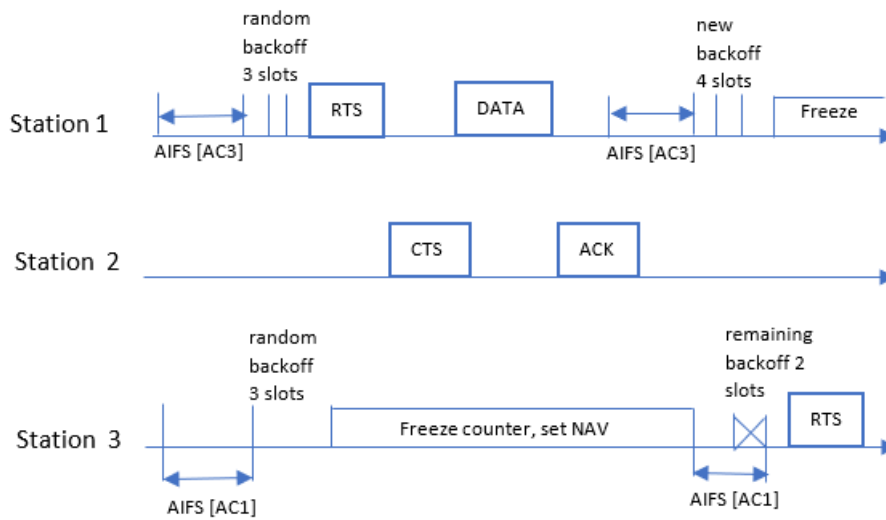 random
backoff
3 slots
new
backoff
4 slots
Station 1
RTS
DATA
Freeze
AIFS [AC3]
AIFS [AC3]
Station 2
CTS
ACK
random
backoff
3 slots
remaining
backoff 2
slots
Station 3
Freeze counter, set NAV
RTS
AIFS [AC1]
AIFS [AC1]